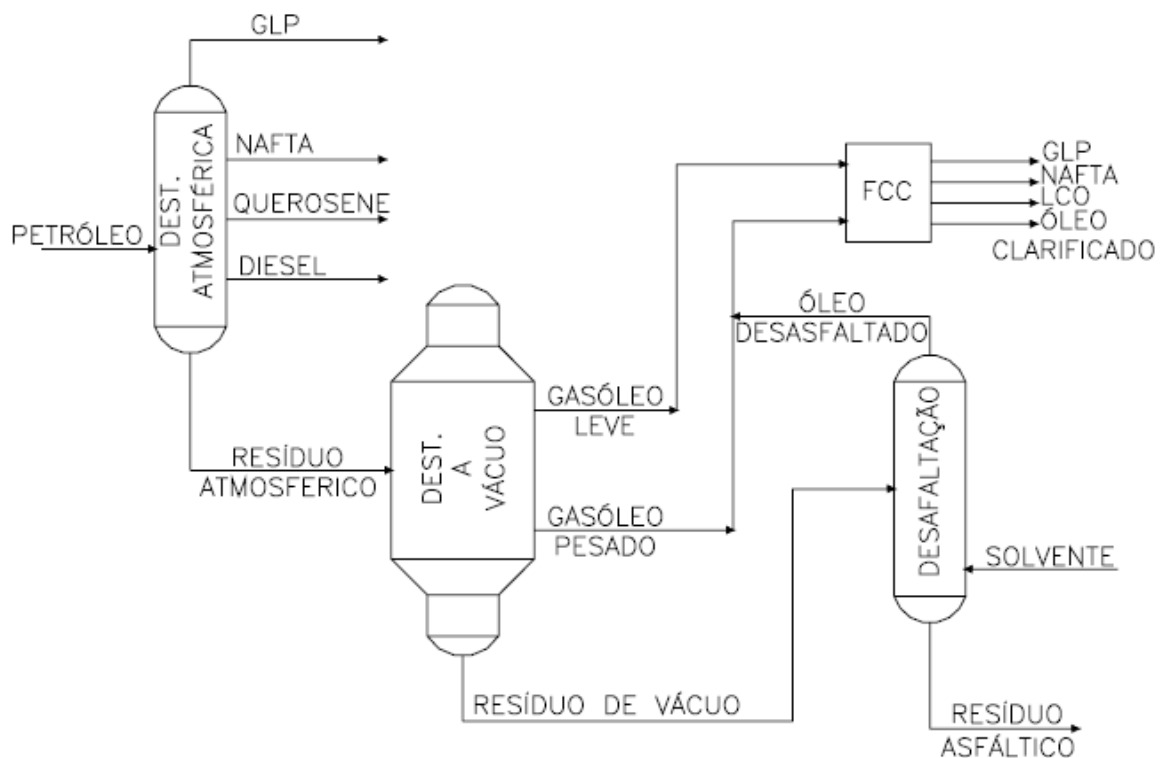 GLP
DEST.
ATMOSFÉRICA
NAFTA
QUEROSENE
PETRÓLEO
DIESEL
FCC
GLP
NAFTA
LCO
ÓLEO
CLARIFICADO
ÓLEO
DESASFALTADO
GASÓLEO
LEVE
DEST.
A
VÁCUO
RESÍDUO
ATMOSFERICO
GASÓLEO
PESADO
DESAFALTAÇÃO
SOLVENTE
RESÍDUO DE VÁCUO
RESÍDUO
ASFÁLTICO